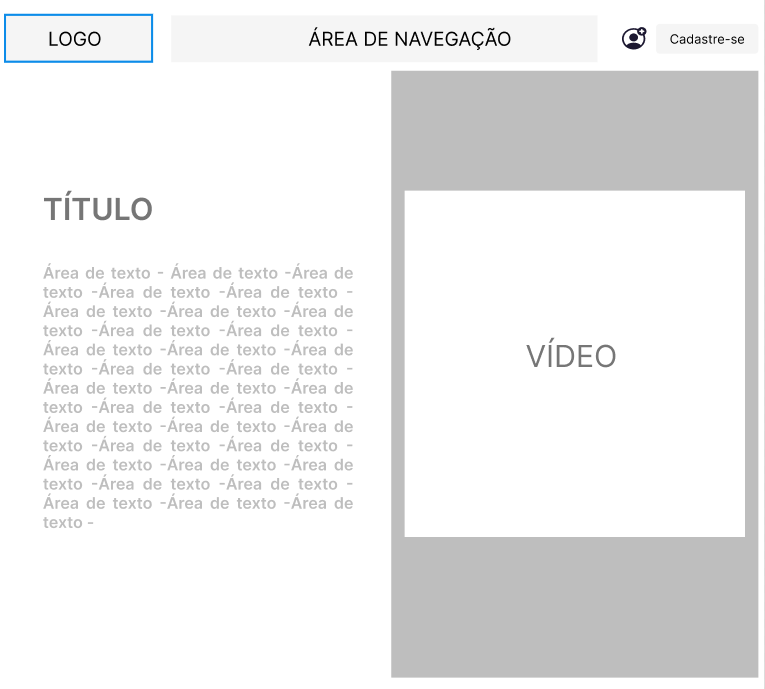 LOGO
ÁREA DE NAVEGAÇÃO
Cadastre-se
TÍTULO
Área de texto - Área de texto -Área de
texto -Área de texto -Área de texto -
Área de texto -Área de texto -Área de
texto -Área de texto -Área de texto -
Área de texto -Área de texto -Área de
texto -Área de texto -Área de texto -
Área de texto -Área de texto -Área de
texto -Área de texto -Área de texto -
Área de texto -Área de texto -Área de
texto -Área de texto -Área de texto -
Área de texto -Área de texto -Área de
texto -Área de texto -Área de texto -
Área de texto -Área de texto -Área de
texto -
VÍDEO